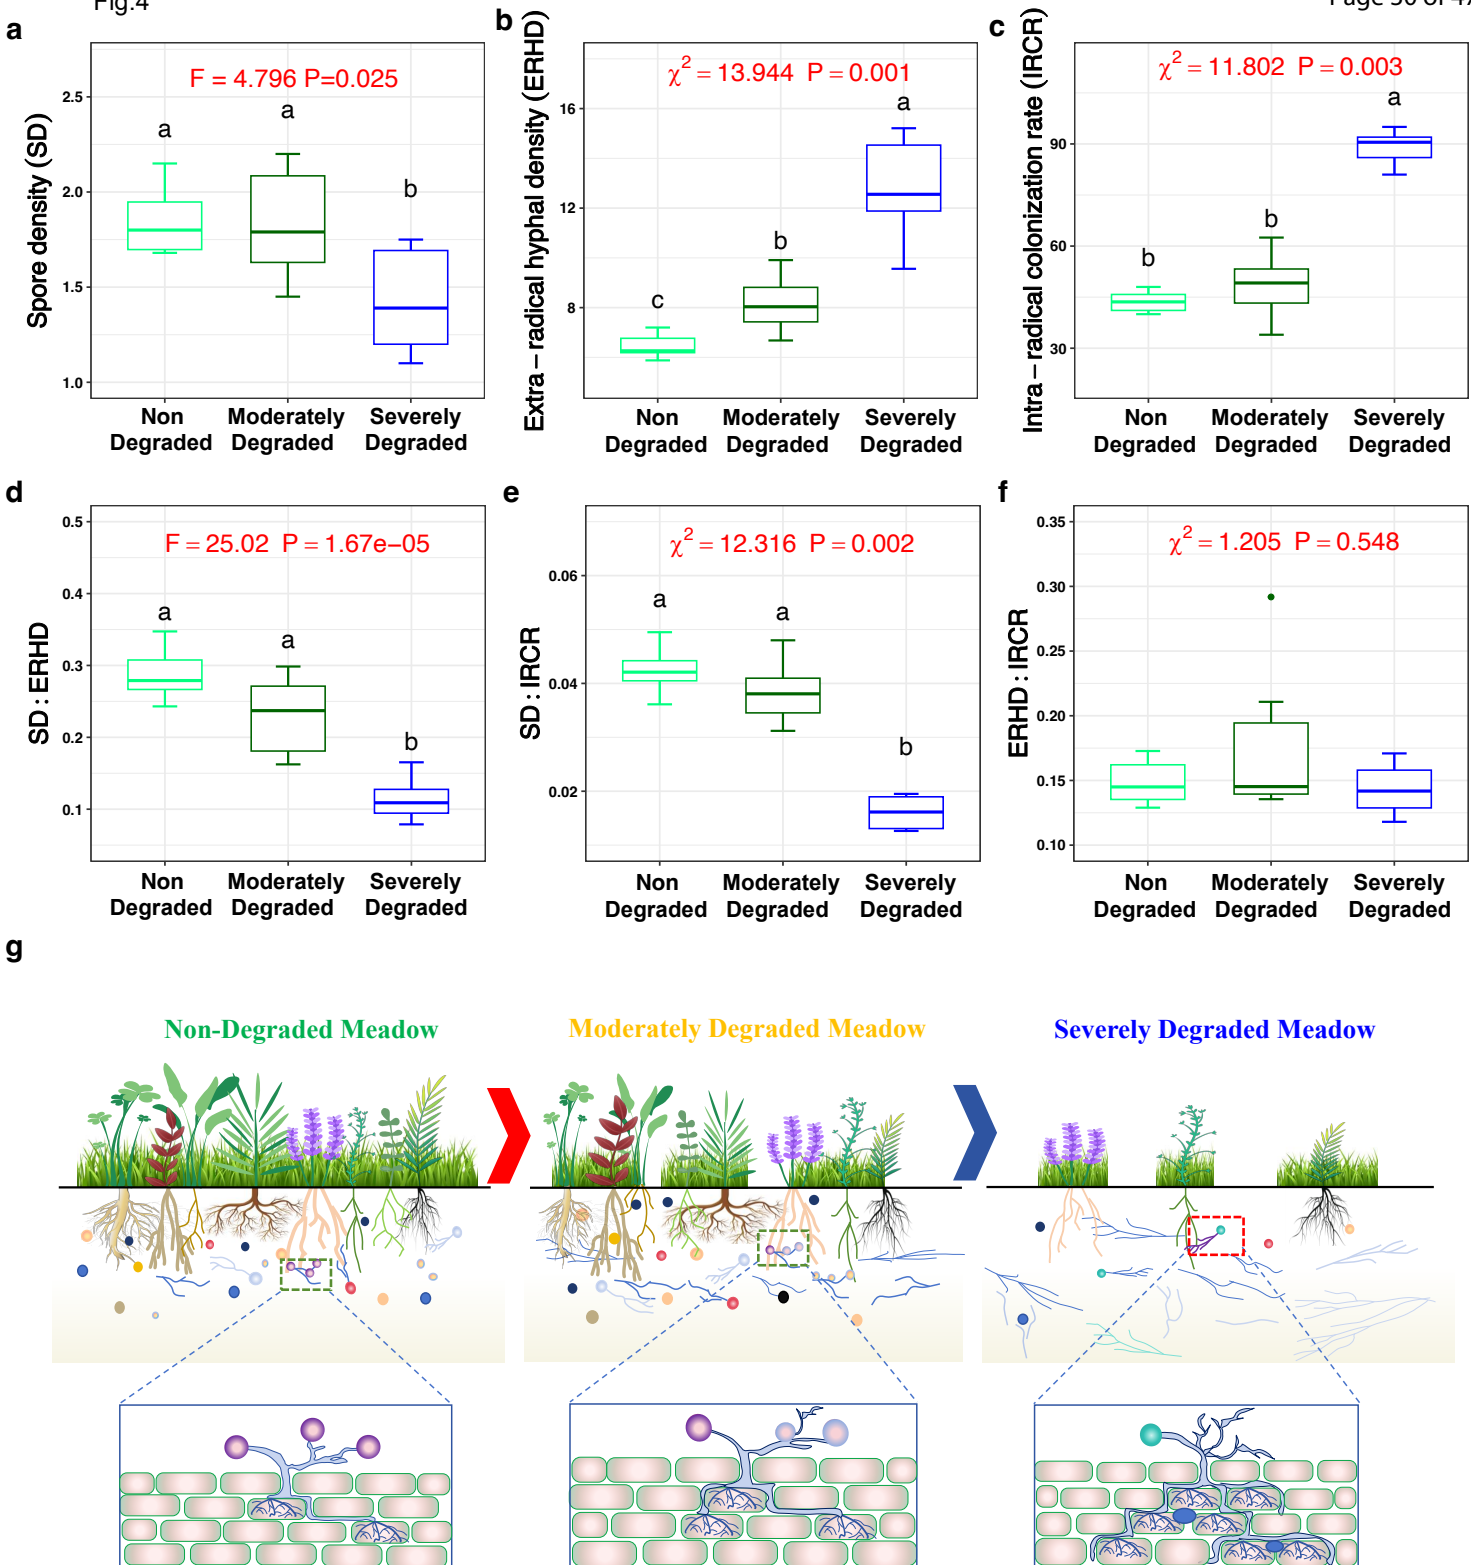 Fig.4
a
F = 4.796 P=0.025
Spore density (SD)
2.5
2.0
1.5
1.0
a
a
b
Non Degraded
Moderately Degraded
Severely Degraded
b
χ² = 13.944 P = 0.001
Extra – radical hyphal density (ERHD)
16
12
8
c
b
a
Non Degraded
Moderately Degraded
Severely Degraded
c
χ² = 11.802 P = 0.003
Intra – radical colonization rate (IRCR)
90
60
30
b
b
a
Non Degraded
Moderately Degraded
Severely Degraded
d
F = 25.02 P = 1.67e−05
SD : ERHD
0.5
0.4
0.3
0.2
0.1
a
a
b
Non Degraded
Moderately Degraded
Severely Degraded
e
χ² = 12.316 P = 0.002
SD : IRCR
0.06
0.04
0.02
a
a
b
Non Degraded
Moderately Degraded
Severely Degraded
f
χ² = 1.205 P = 0.548
ERHD : IRCR
0.35
0.30
0.25
0.20
0.15
0.10
Non Degraded
Moderately Degraded
Severely Degraded
g
Non-Degraded Meadow
Moderately Degraded Meadow
Severely Degraded Meadow